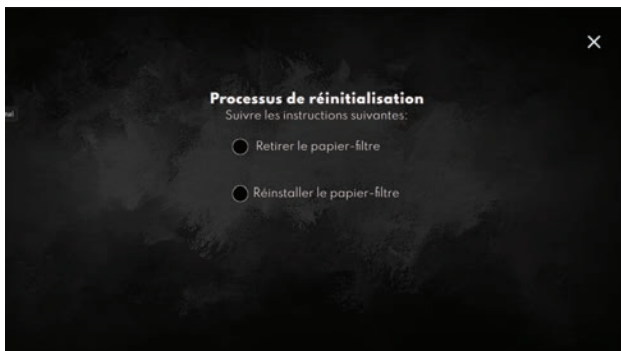 Processus de réinitialisation
Suivre les instructions suivantes:
Retirer le papier-filtre
Réinstaller le papier-filtre